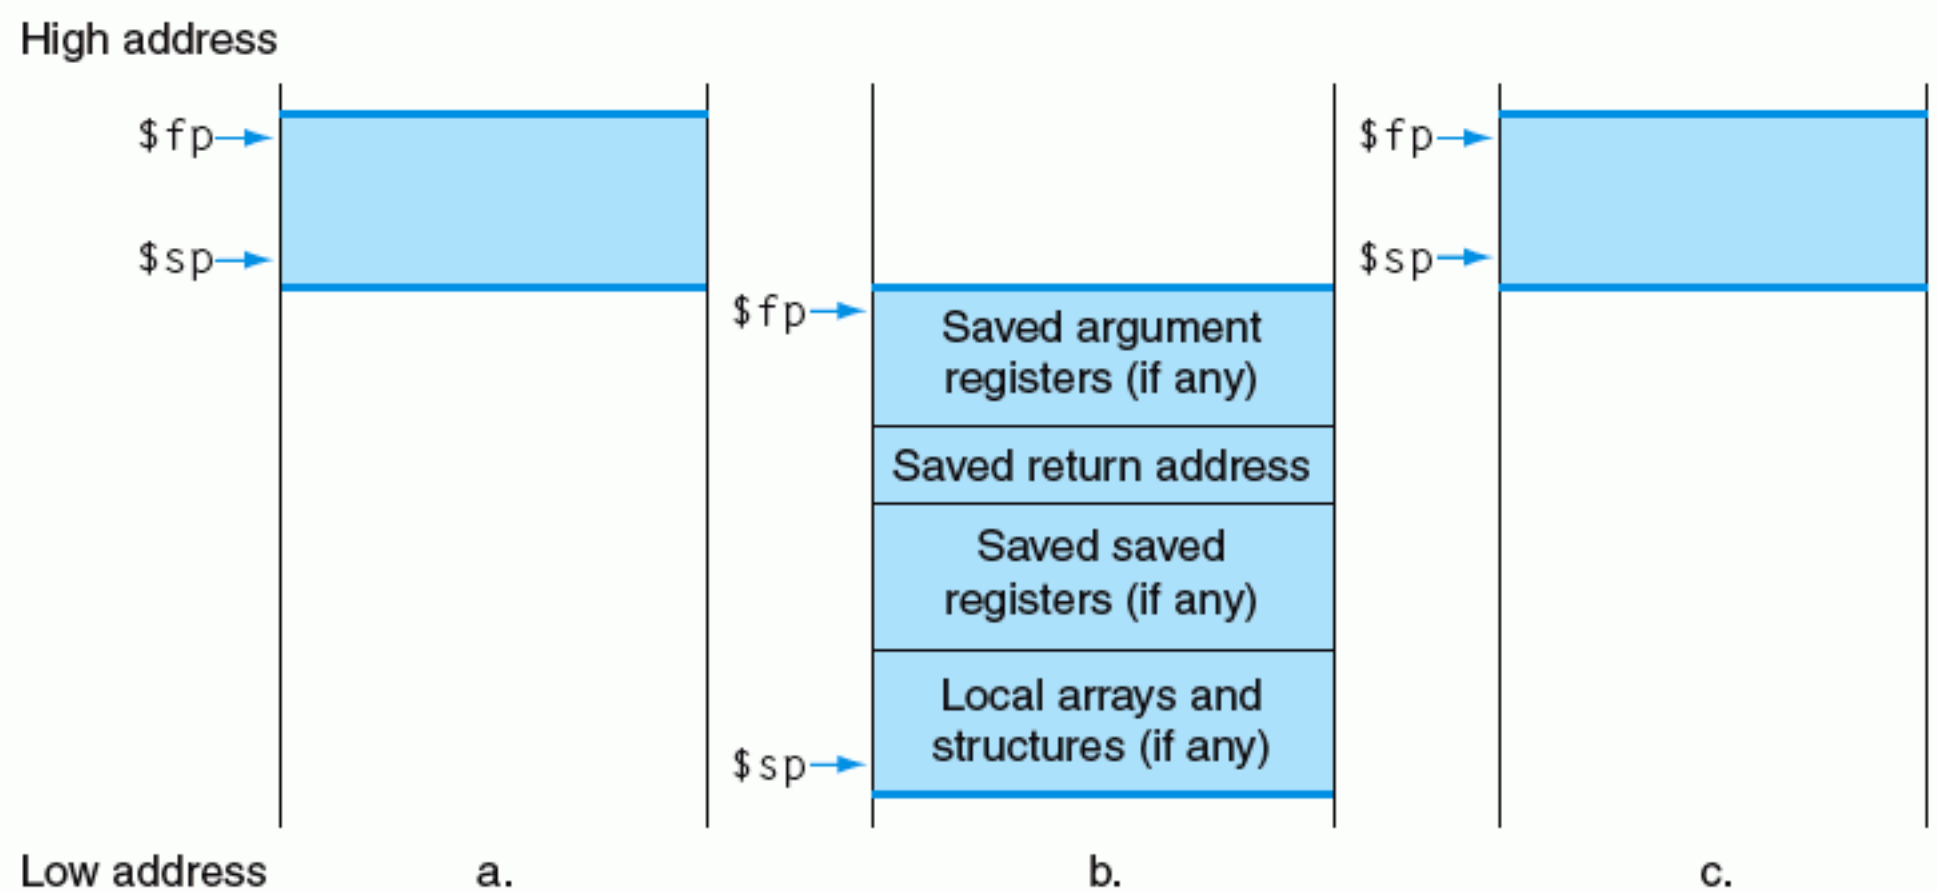 High address
$fp
$sp
$fp
Saved argument
registers (if any)
Saved return address
Saved saved
registers (if any)
Local arrays and
structures (if any)
$sp
$fp
$sp
Low address
a.
b.
c.